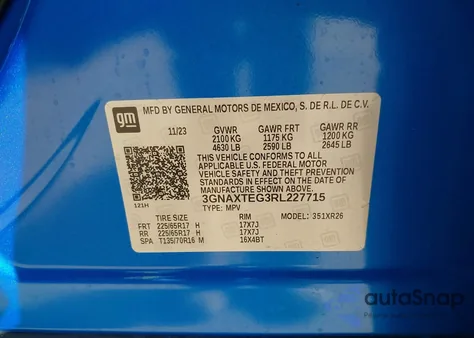 gm
MFD BY GENERAL MOTORS DE MEXICO, S. DE R.L. DE C.V.
11/23 GVWR GAWR FRT GAWR RR
2100 KG 1175 KG 1200 KG
4630 LB 2590 LB 2645 LB
THIS VEHICLE CONFORMS TO ALL
APPLICABLE U.S. FEDERAL MOTOR
VEHICLE SAFETY AND THEFT PREVENTION
STANDARDS IN EFFECT ON THE DATE OF
MANUFACTURE SHOWN ABOVE.
3GNAXTEG3RL227715
121H TYPE: MPV MODEL: 351XR26
TIRE SIZE RIM
FRT 225/65R17 H 17X7J
RR 225/65R17 H 17X7J
SPA T135/70R16 M 16X4BT
autoSnap